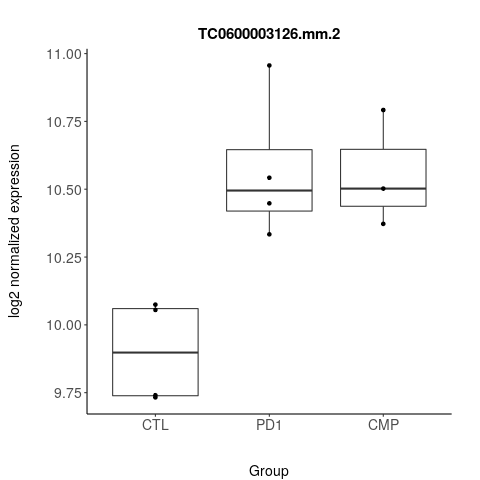 TC0600003126.mm.2
log2 normalized expression
11.00
10.75
10.50
10.25
10.00
9.75
CTL
PD1
CMP
Group